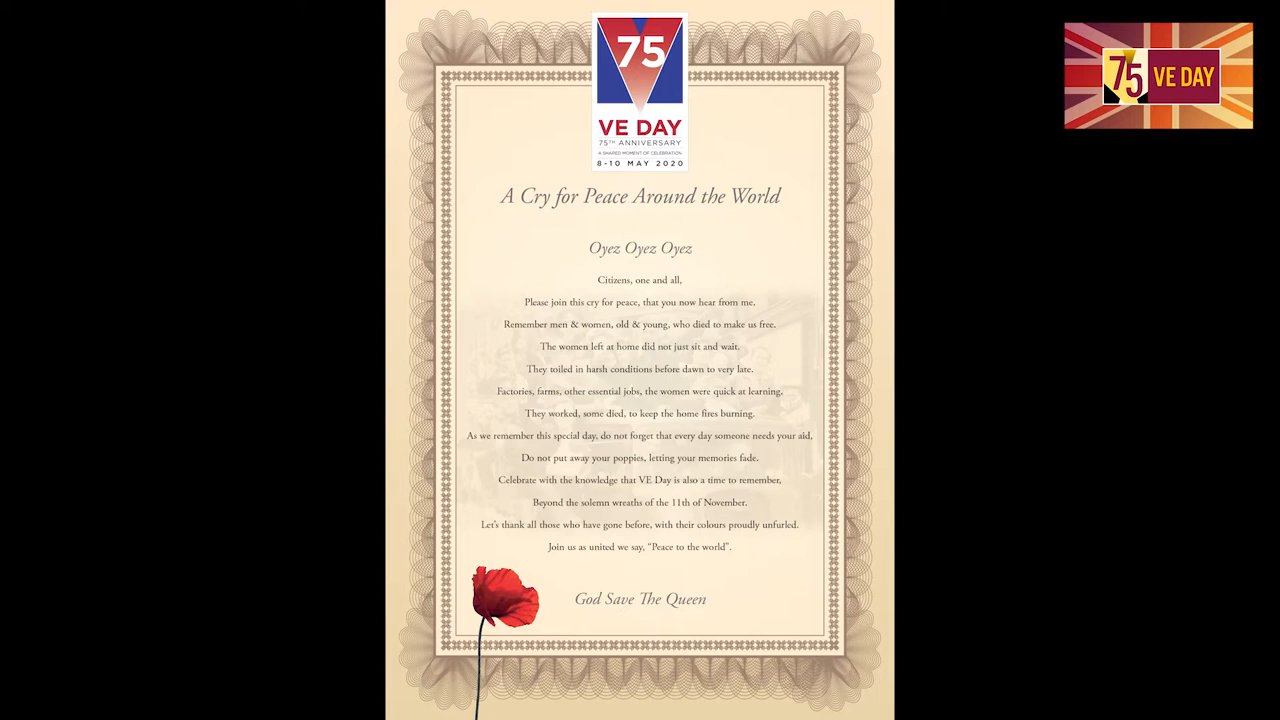 75
VE DAY
75TH ANNIVERSARY
A SHARED MOMENT OF CELEBRATION
8-10 MAY 2020
75 VE DAY
A Cry for Peace Around the World
Oyez Oyez Oyez
Citizens, one and all,
Please join this cry for peace, that you now hear from me.
Remember men & women, old & young, who died to make us free.
The women left at home did not just sit and wait.
They toiled in harsh conditions before dawn to very late.
Factories, farms, other essential jobs, the women were quick at learning,
They worked, some died, to keep the home fires burning.
As we remember this special day, do not forget that every day someone needs your aid,
Do not put away your poppies, letting your memories fade.
Celebrate with the knowledge that VE Day is also a time to remember,
Beyond the solemn wreaths of the 11th of November.
Let's thank all those who have gone before, with their colours proudly unfurled.
Join us as united we say, “Peace to the world”.
God Save The Queen